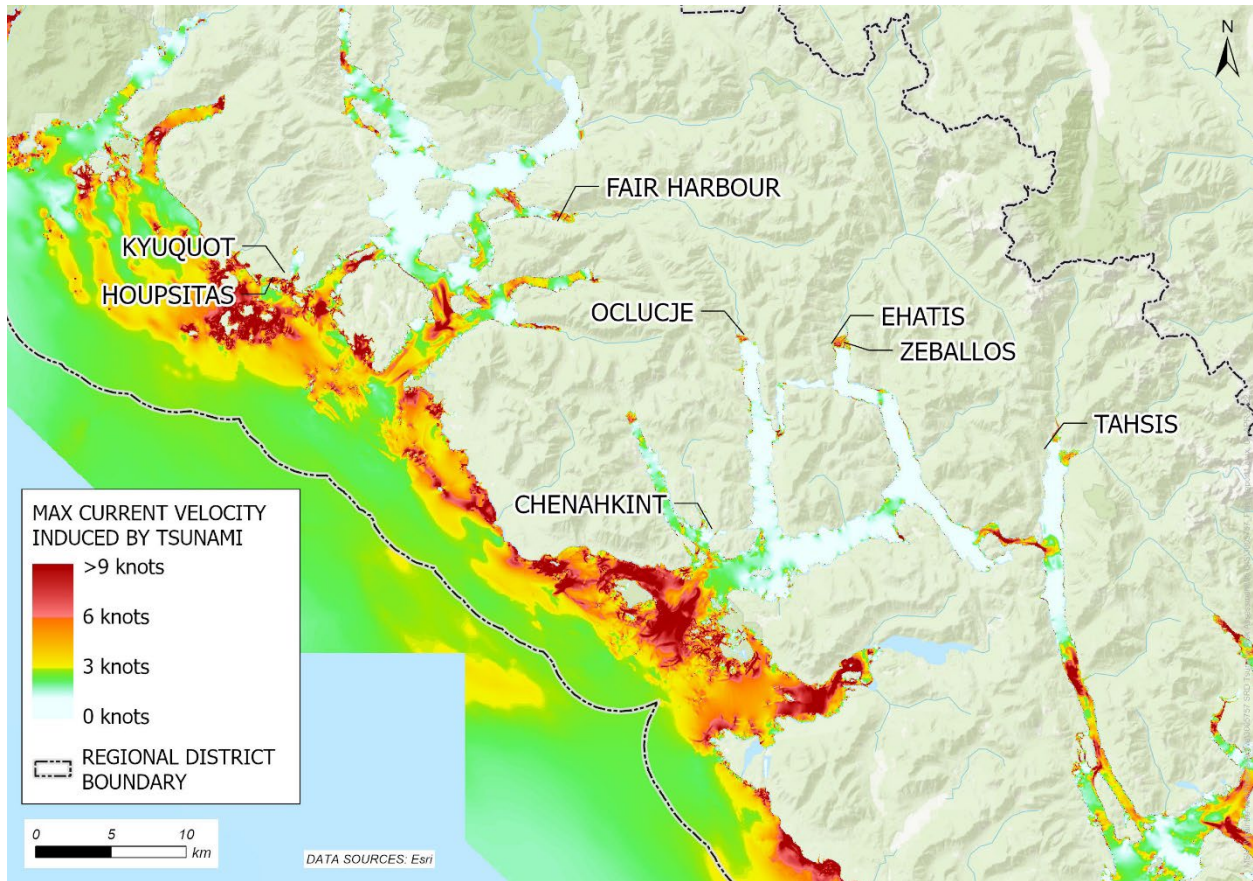 N
FAIR HARBOUR
KYUQUOT
HOUPSITAS
OCLUCJE
EHATIS
ZEBALLOS
TAHSIS
CHENAHKINT
MAX CURRENT VELOCITY
INDUCED BY TSUNAMI
>9 knots
6 knots
3 knots
0 knots
REGIONAL DISTRICT
BOUNDARY
0 5 10
km
DATA SOURCES: Esri